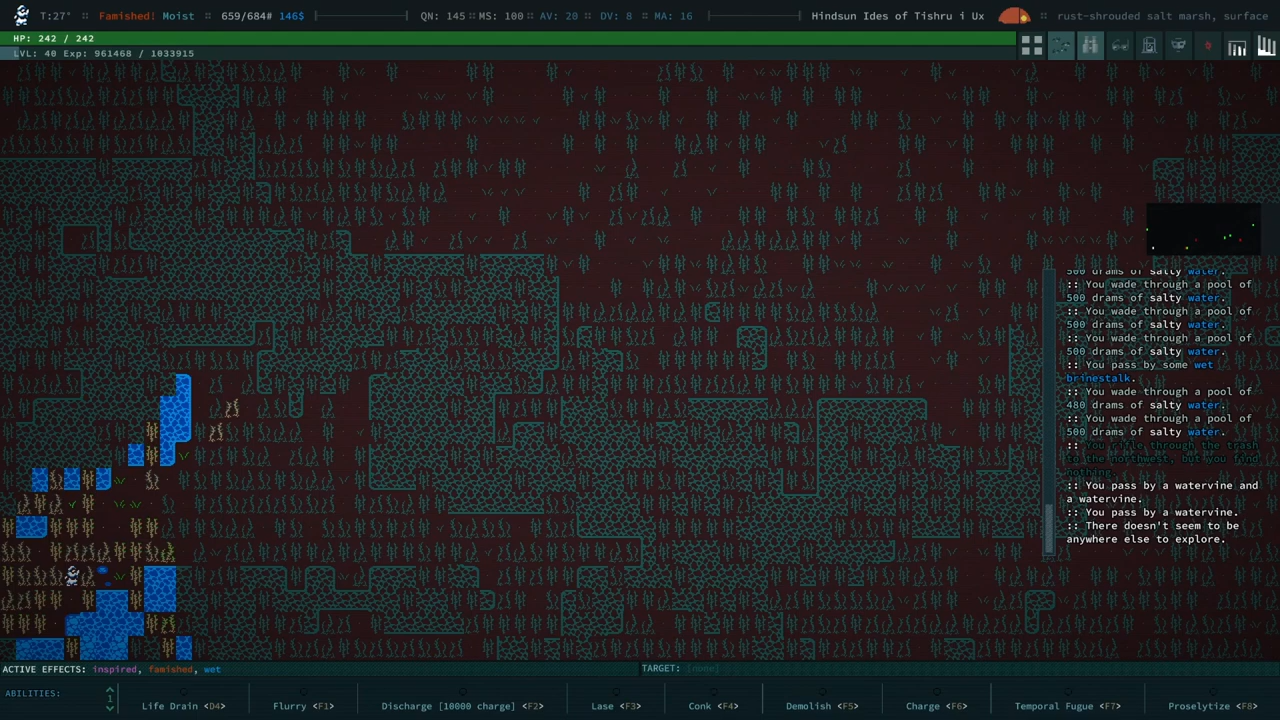 T:27° :: Famished! Moist :: 659/684# 146$ QN: 145 :: MS: 100 :: AV: 20 :: DV: 8 :: MA: 16 Hindsun Ides of Tishru i Ux :: rust-shrouded salt marsh, surface
HP: 242 / 242
LVL: 40 Exp: 961468 / 1033915
500 drams of salty water.
:: You wade through a pool of
500 drams of salty water.
:: You wade through a pool of
500 drams of salty water.
:: You wade through a pool of
500 drams of salty water.
:: You pass by some wet
brinestalk.
:: You wade through a pool of
480 drams of salty water.
:: You wade through a pool of
500 drams of salty water.
:: You rifle through the trash
to the northwest, but you find
nothing.
:: You pass by a watervine and
a watervine.
:: You pass by a watervine.
:: There doesn't seem to be
anywhere else to explore.
ACTIVE EFFECTS: inspired, famished, wet
TARGET: [none]
ABILITIES: 1 Life Drain <D4> Flurry <F1> Discharge [10000 charge] <F2> Lase <F3> Conk <F4> Demolish <F5> Charge <F6> Temporal Fugue <F7> Proselytize <F8>